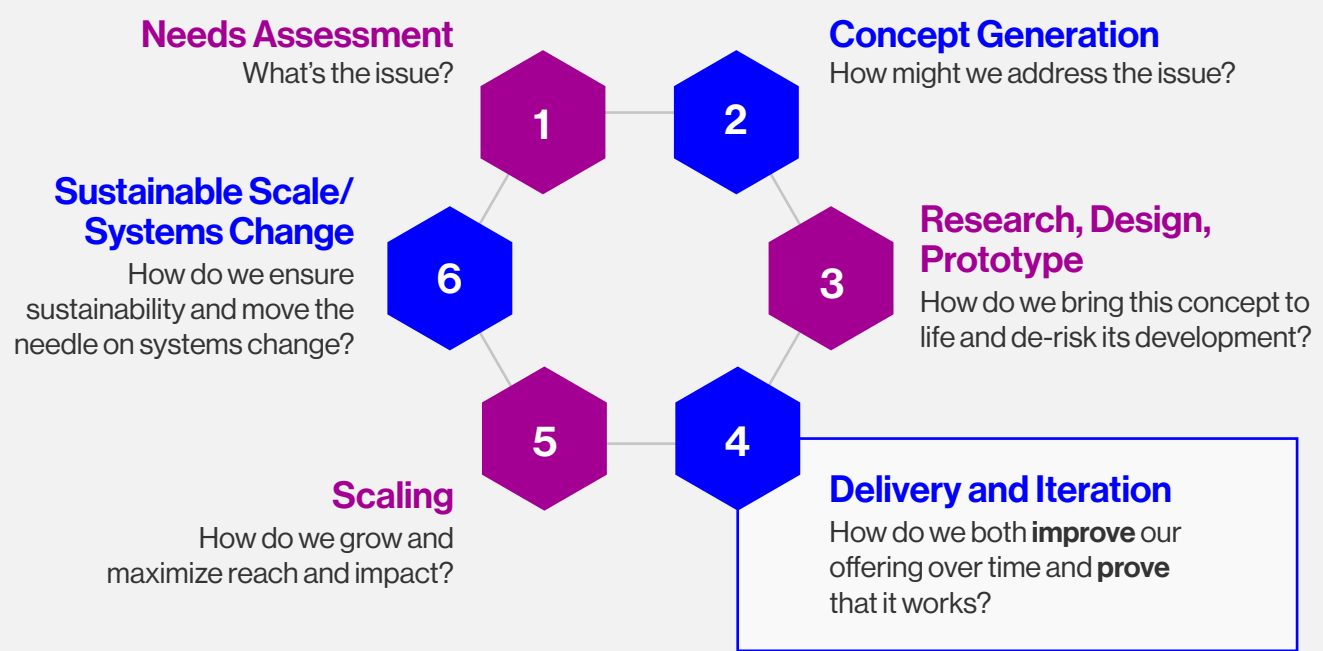 Needs Assessment
What's the issue?
1
2
Concept Generation
How might we address the issue?
Research, Design,
Prototype
How do we bring this concept to
life and de-risk its development?
3
4
Delivery and Iteration
How do we both improve our
offering over time and prove
that it works?
5
Scaling
How do we grow and
maximize reach and impact?
6
Sustainable Scale/
Systems Change
How do we ensure
sustainability and move the
needle on systems change?